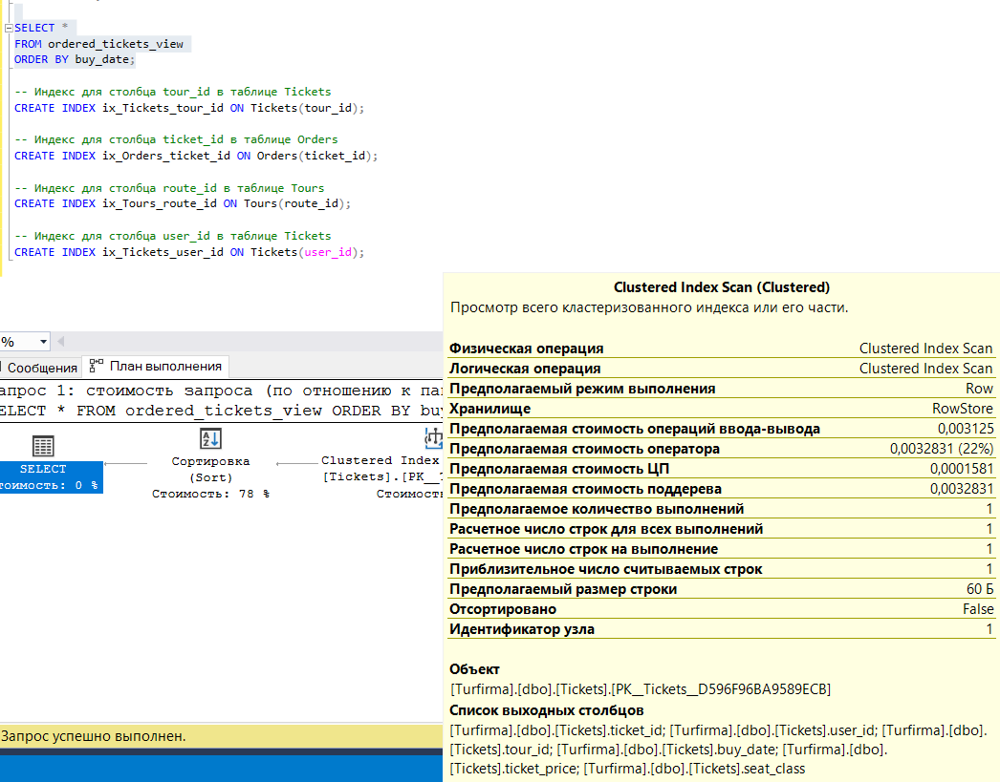 SELECT *
FROM ordered_tickets_view
ORDER BY buy_date;
-- Индекс для столбца tour_id в таблице Tickets
CREATE INDEX ix_Tickets_tour_id ON Tickets(tour_id);
-- Индекс для столбца ticket_id в таблице Orders
CREATE INDEX ix_Orders_ticket_id ON Orders(ticket_id);
-- Индекс для столбца route_id в таблице Tours
CREATE INDEX ix_Tours_route_id ON Tours(route_id);
-- Индекс для столбца user_id в таблице Tickets
CREATE INDEX ix_Tickets_user_id ON Tickets(user_id);
%
Сообщения План выполнения
апрос 1: стоимость запроса (по отношению к па
ELECT * FROM ordered_tickets_view ORDER BY buy
SELECT
тоимость: 0 %
Сортировка
(Sort)
Стоимость: 78 %
Clustered Index
[Tickets].[PK__T
Стоимость
Запрос успешно выполнен.
Clustered Index Scan (Clustered)
Просмотр всего кластеризованного индекса или его части.
Физическая операция Clustered Index Scan
Логическая операция Clustered Index Scan
Предполагаемый режим выполнения Row
Хранилище RowStore
Предполагаемая стоимость операций ввода-вывода 0,003125
Предполагаемая стоимость оператора 0,0032831 (22%)
Предполагаемая стоимость ЦП 0,0001581
Предполагаемая стоимость поддерева 0,0032831
Предполагаемое количество выполнений 1
Расчетное число строк для всех выполнений 1
Расчетное число строк на выполнение 1
Приблизительное число считываемых строк 1
Предполагаемый размер строки 60 Б
Отсортировано False
Идентификатор узла 1
Объект
[Turfirma].[dbo].[Tickets].[PK__Tickets__D596F96BA9589ECB]
Список выходных столбцов
[Turfirma].[dbo].[Tickets].ticket_id; [Turfirma].[dbo].[Tickets].user_id; [Turfirma].[dbo].
[Tickets].tour_id; [Turfirma].[dbo].[Tickets].buy_date; [Turfirma].[dbo].
[Tickets].ticket_price; [Turfirma].[dbo].[Tickets].seat_class